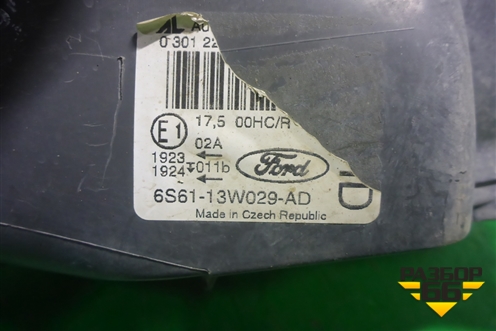 AL
0 301 22
E1
17,5 00HC/R
02A
1923
1924 011b
Ford
D
6S61-13W029-AD
Made in Czech Republic
РАЗБОР
66